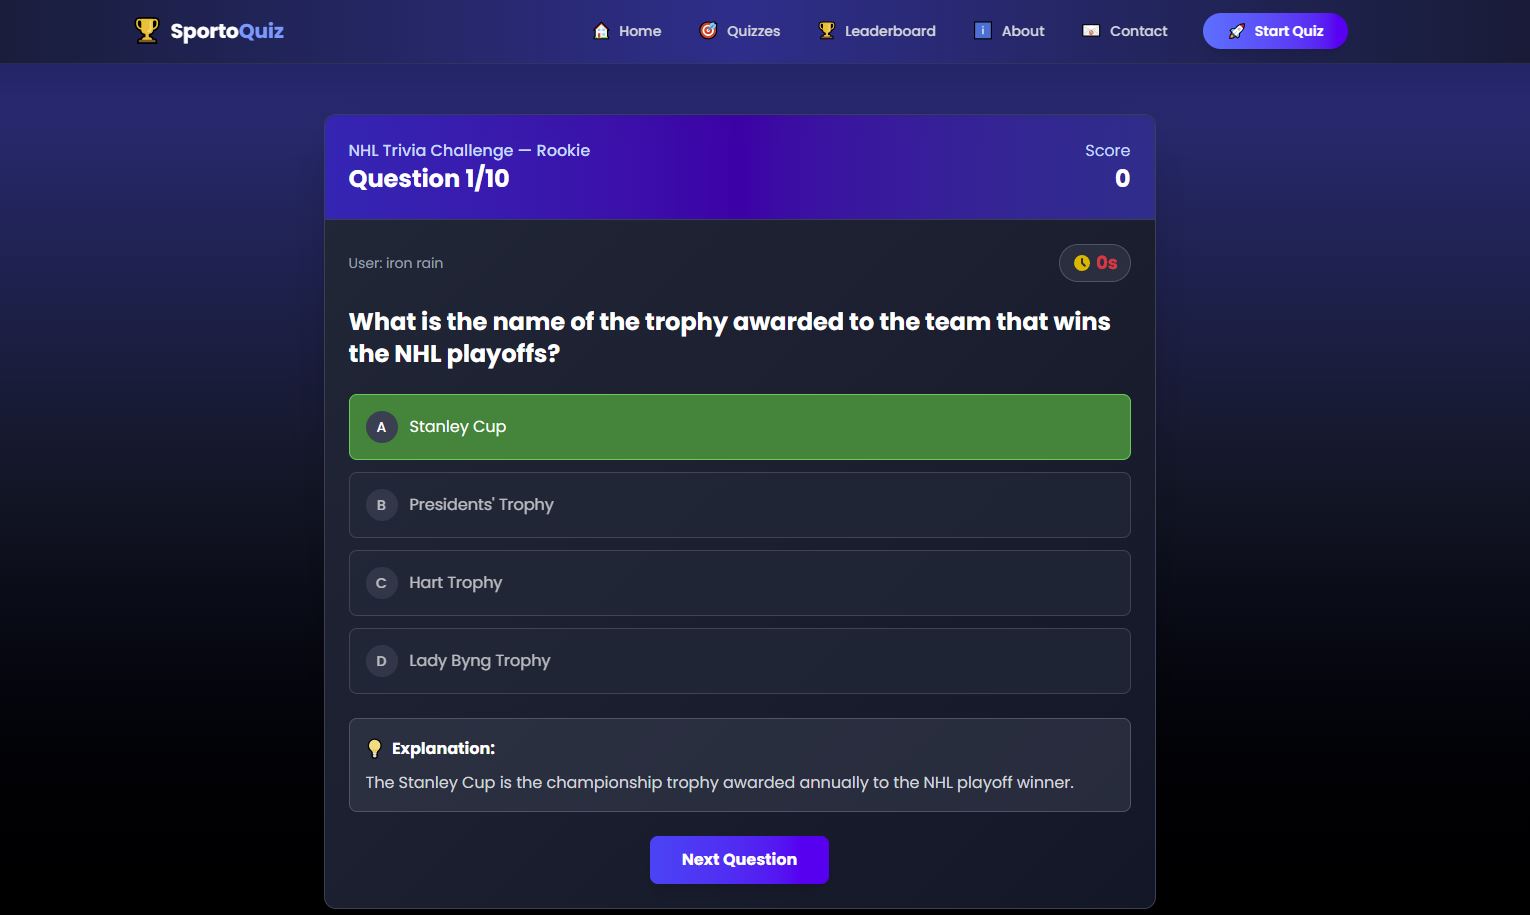 SportoQuiz
Home
Quizzes
Leaderboard
i
About
Contact
Start Quiz
NHL Trivia Challenge — Rookie
Score
Question 1/10
0
User: iron rain
0s
What is the name of the trophy awarded to the team that wins
the NHL playoffs?
A
Stanley Cup
B
Presidents' Trophy
C
Hart Trophy
D
Lady Byng Trophy
Explanation:
The Stanley Cup is the championship trophy awarded annually to the NHL playoff winner.
Next Question